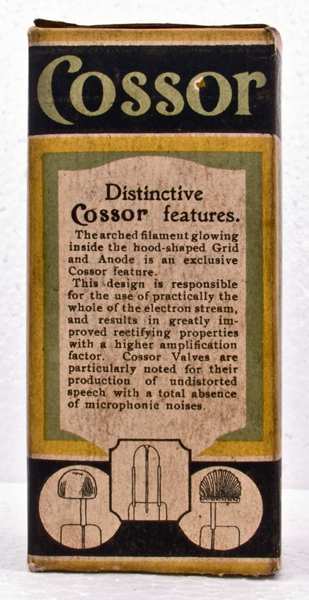 Cossor
Distinctive
Cossor features.
The arched filament glowing
inside the hood-shaped Grid
and Anode is an exclusive
Cossor feature.
This design is responsible
for the use of practically the
whole of the electron stream,
and results in greatly im-
proved rectifying properties
with a higher amplification
factor. Cossor Valves are
particularly noted for their
production of undistorted
speech with a total absence
of microphonic noises.